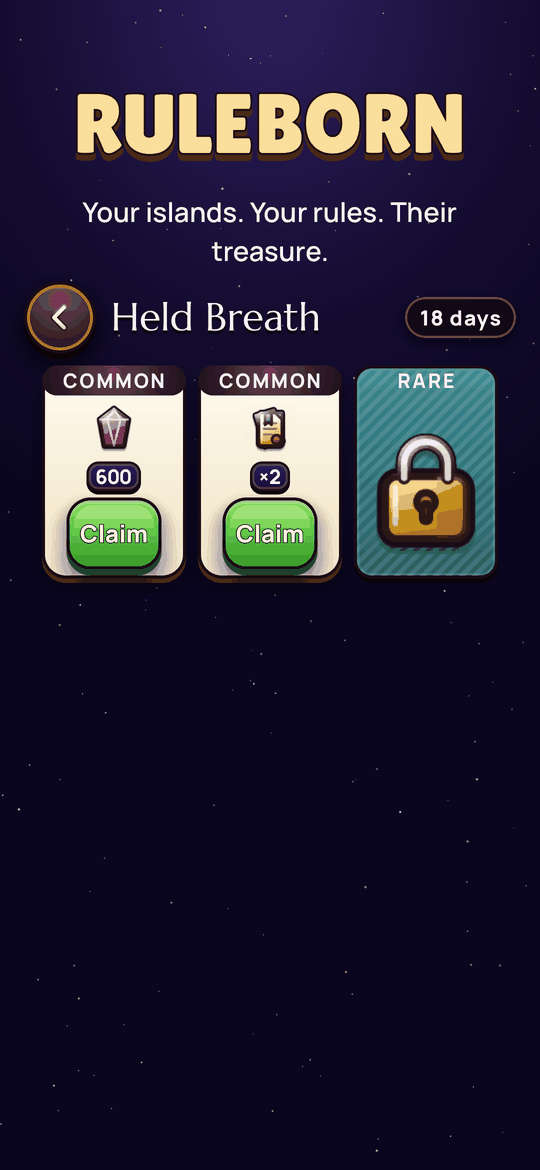 RULEBORN
Your islands. Your rules. Their
treasure.
Held Breath
18 days
COMMON
COMMON
RARE
600
×2
Claim
Claim